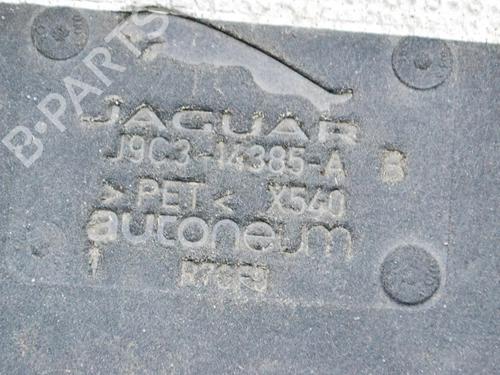 B-PARTS
JAGUAR
J9C3-14385-A B
>PET< X540
autoneum